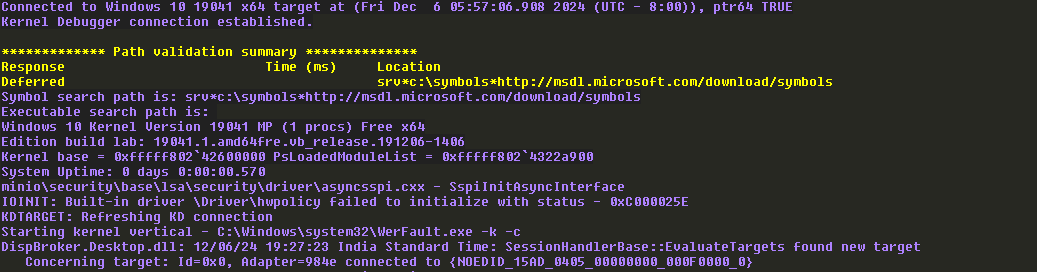 Connected to Windows 10 19041 x64 target at (Fri Dec  6 05:57:06.908 2024 (UTC - 8:00)), ptr64 TRUE
Kernel Debugger connection established.
************* Path validation summary **************
Response                         Time (ms)     Location
Deferred                                       srv*c:\symbols*http://msdl.microsoft.com/download/symbols
Symbol search path is: srv*c:\symbols*http://msdl.microsoft.com/download/symbols
Executable search path is:
Windows 10 Kernel Version 19041 MP (1 procs) Free x64
Edition build lab: 19041.1.amd64fre.vb_release.191206-1406
Kernel base = 0xfffff802`42600000 PsLoadedModuleList = 0xfffff802`4322a900
System Uptime: 0 days 0:00:00.570
minio\security\base\lsa\security\driver\asyncsspi.cxx - SspiInitAsyncInterface
IOINIT: Built-in driver \Driver\hwpolicy failed to initialize with status - 0xC000025E
KDTARGET: Refreshing KD connection
Starting kernel vertical - C:\Windows\system32\WerFault.exe -k -c
DispBroker.Desktop.dll: 12/06/24 19:27:23 India Standard Time: SessionHandlerBase::EvaluateTargets found new target
   Concerning target: Id=0x0, Adapter=984e connected to {NOEDID_15AD_0405_00000000_000F0000_0}